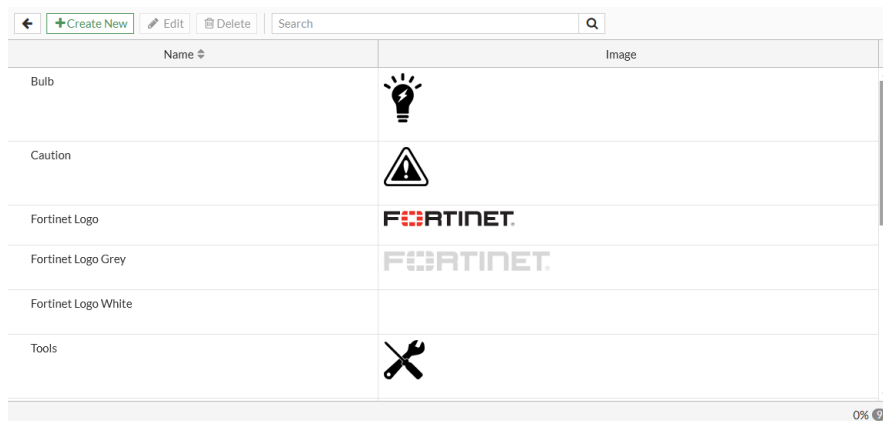 Create New Edit Delete Search
Name Image
Bulb
Caution
Fortinet Logo FORTINET
Fortinet Logo Grey FORTINET
Fortinet Logo White
Tools
0% 9